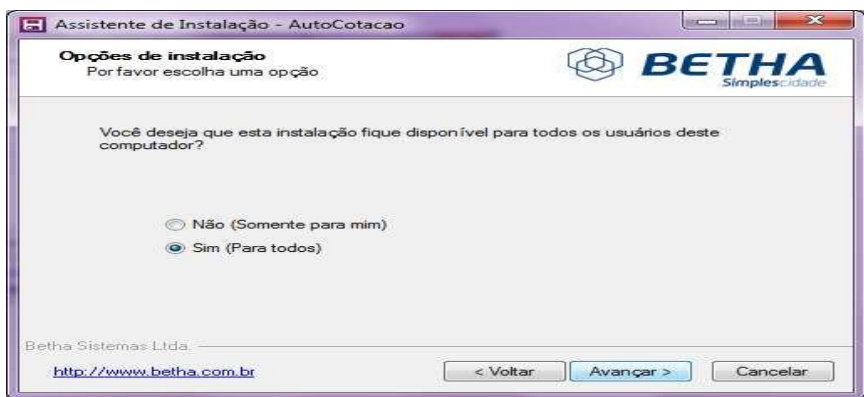 Assistente de Instalação - AutoCotacao
Opções de instalação
Por favor escolha uma opção
BETHA
Simplescidade
Você deseja que esta instalação fique disponível para todos os usuários deste
computador?
Não (Somente para mim)
Sim (Para todos)
Betha Sistemas Ltda.
http://www.betha.com.br
< Voltar
Avançar >
Cancelar